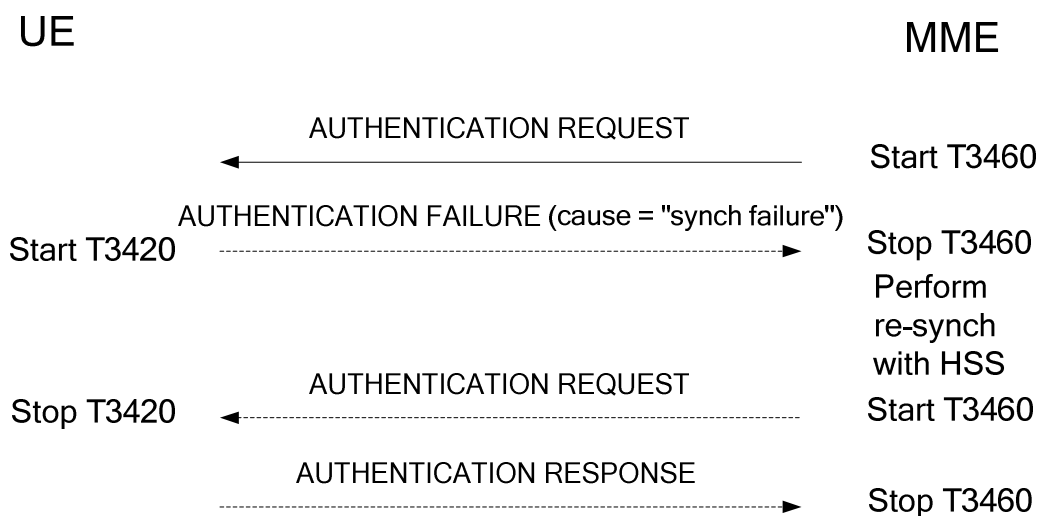 UE
MME
AUTHENTICATION REQUEST
Start T3460
AUTHENTICATION FAILURE (cause = "synch failure")
Start T3420
Stop T3460
Perform
re-synch
with HSS
AUTHENTICATION REQUEST
Stop T3420
Start T3460
AUTHENTICATION RESPONSE
Stop T3460